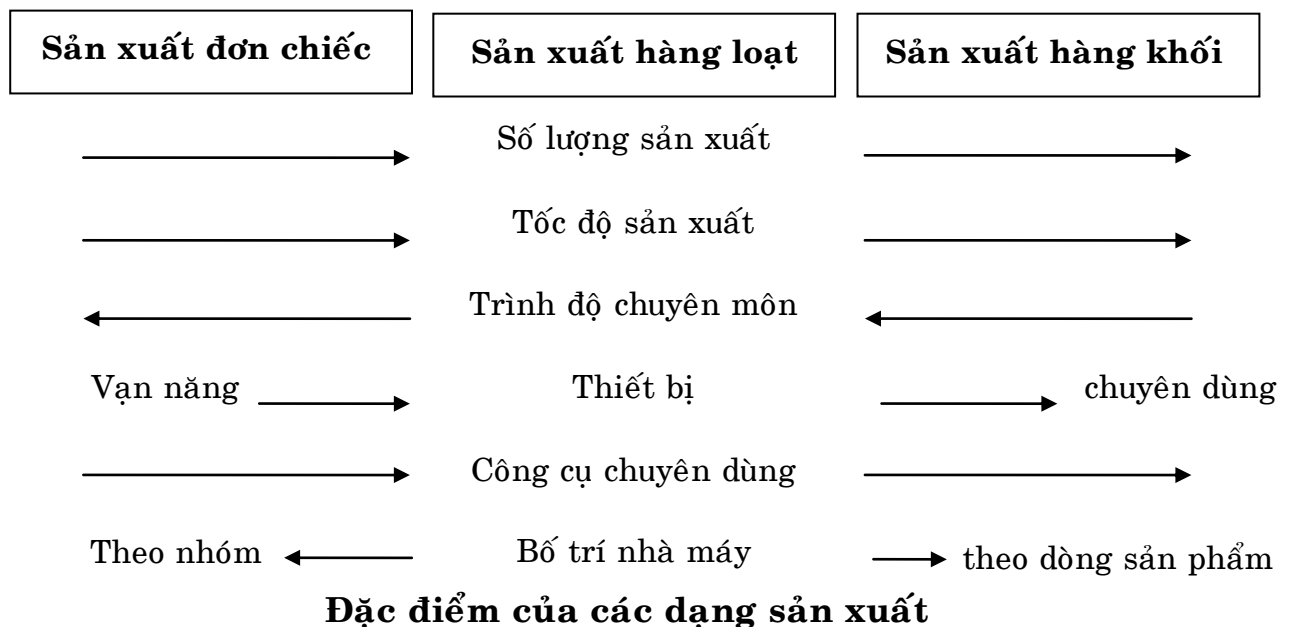 Sản xuất đơn chiếc Sản xuất hàng loạt Sản xuất hàng khối
Số lượng sản xuất
Tốc độ sản xuất
Trình độ chuyên môn
Vạn năng Thiết bị chuyên dùng
Công cụ chuyên dùng
Theo nhóm Bố trí nhà máy theo dòng sản phẩm
Đặc điểm của các dạng sản xuất